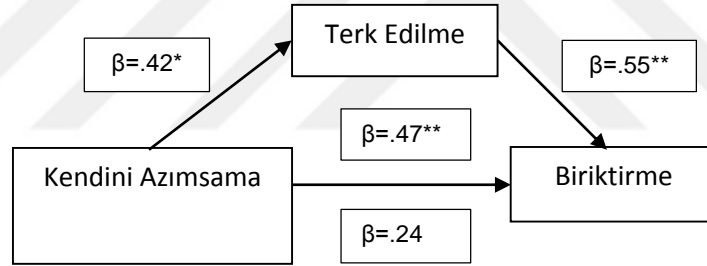 Terk Edilme
β=.42*
β=.55**
β=.47**
Kendini Azımsama
Biriktirme
β=.24